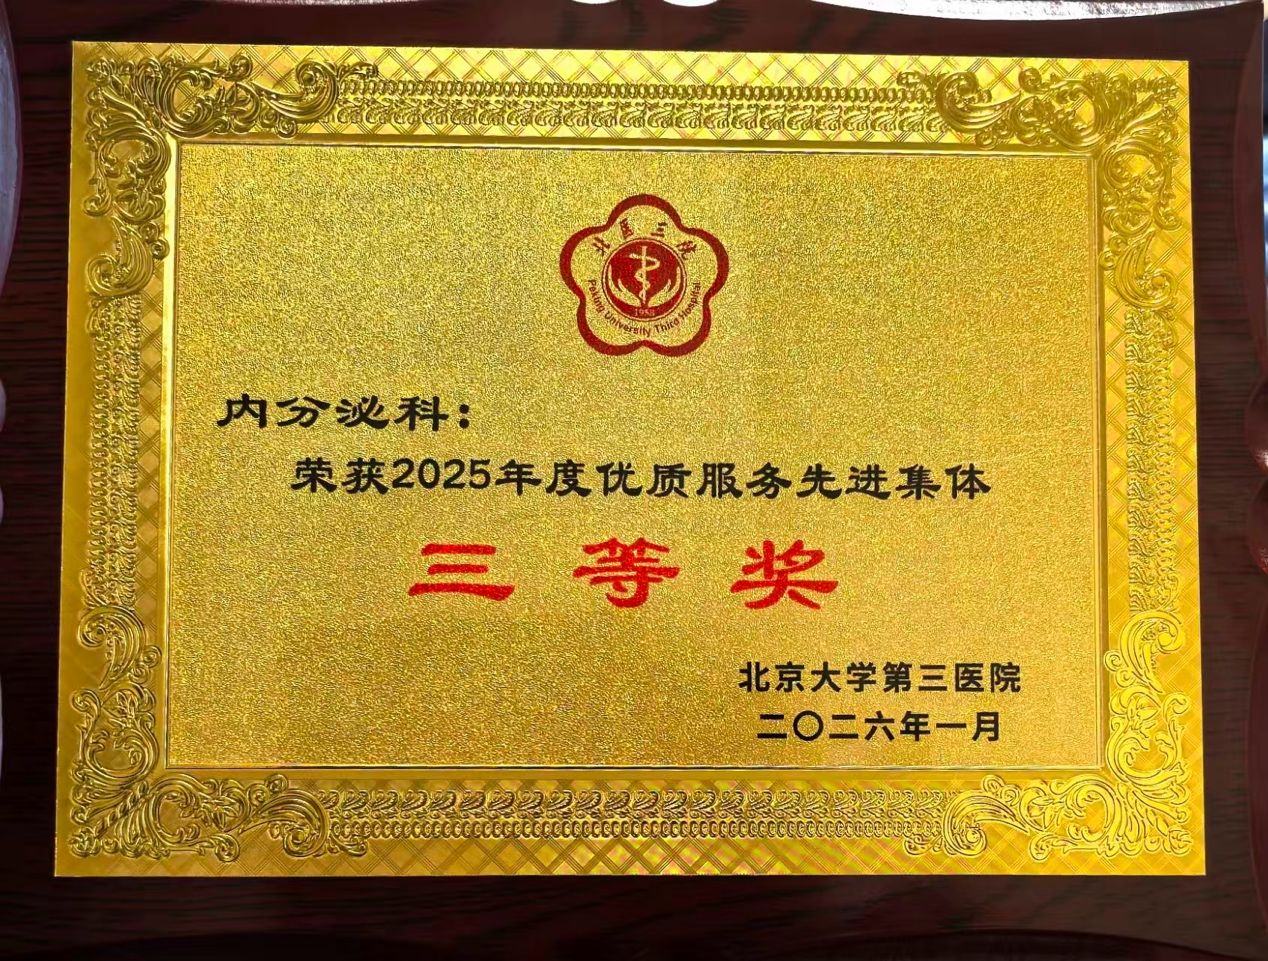 北医三院
Peking University Third Hospital
1958
内分泌科：
荣获2025年度优质服务先进集体
三等奖
北京大学第三医院
二〇二六年一月